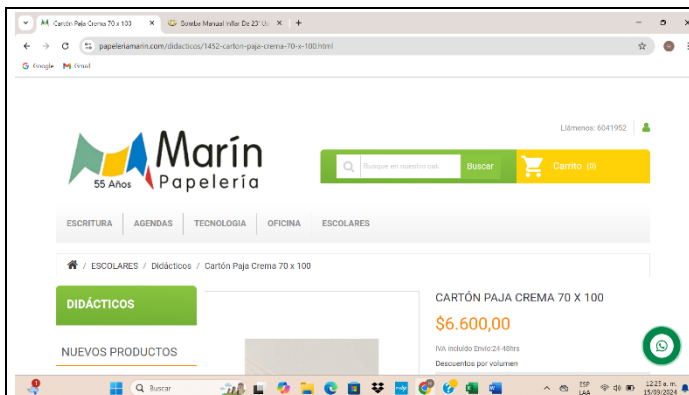 Cartón Paja Crema 70 x 100
Bomba Manual Inflar De 23" Us
papeleriamarin.com/didacticos/1452-carton-paja-crema-70-x-100.html
Google
Gmail
Llámenos: 6041952
Marín
Papelería
55 Años
Busque en nuestro cat.
Buscar
Carrito (0)
ESCRITURA AGENDAS TECNOLOGIA OFICINA ESCOLARES
/ ESCOLARES / Didácticos / Cartón Paja Crema 70 x 100
DIDÁCTICOS
NUEVOS PRODUCTOS
CARTÓN PAJA CREMA 70 X 100
$6.600,00
IVA incluido Envío:24-48hrs
Descuentos por volumen
Buscar
ESP
LAA
12:25 a. m.
15/09/2024